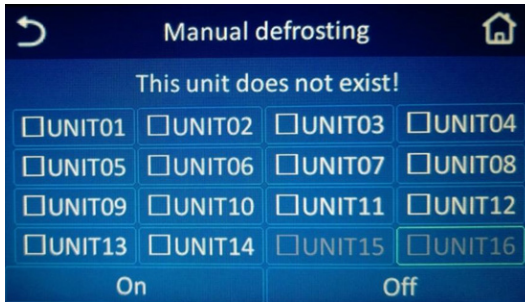 Manual defrosting
This unit does not exist!
UNIT01 UNIT02 UNIT03 UNIT04
UNIT05 UNIT06 UNIT07 UNIT08
UNIT09 UNIT10 UNIT11 UNIT12
UNIT13 UNIT14 UNIT15 UNIT16
On Off